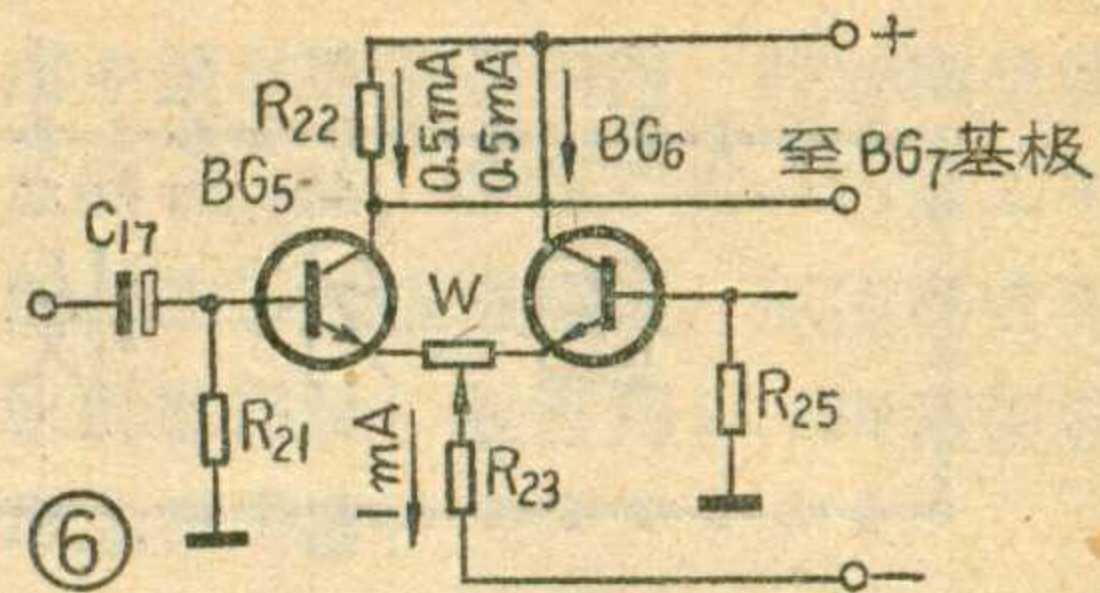 +
R22
0.5mA
0.5mA
BG6
至BG7基极
BG5
C17
W
R21
1mA
R23
R25
⑥
−